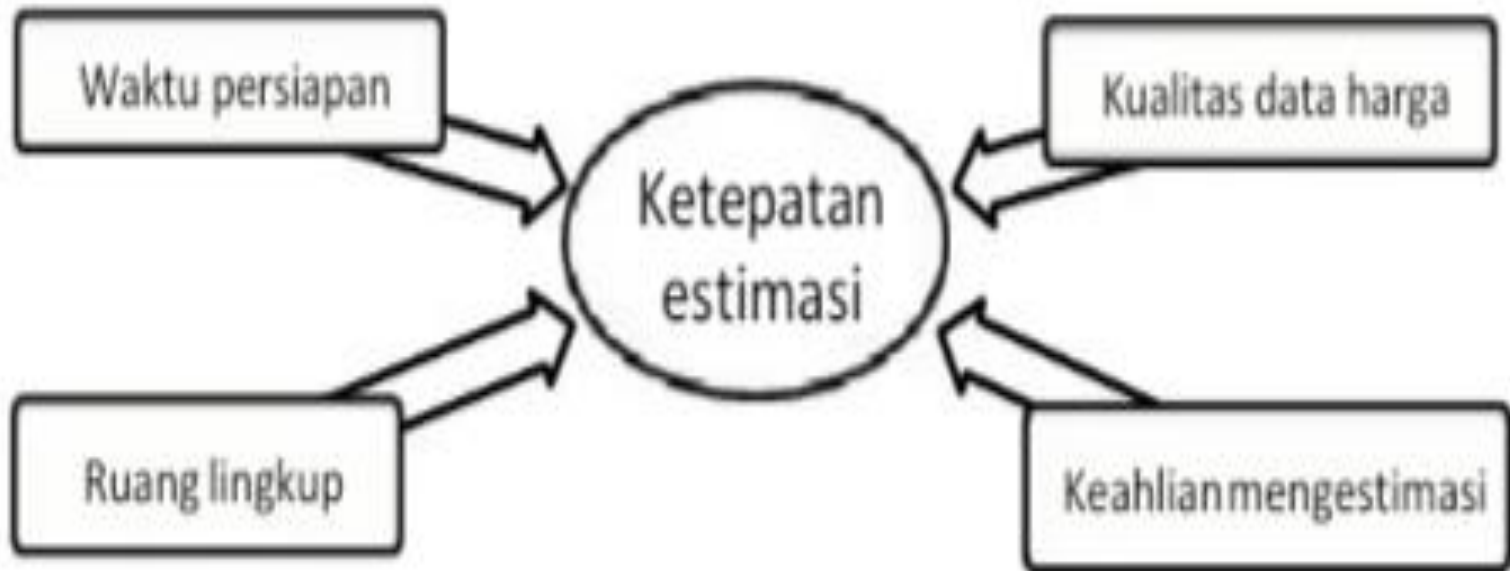 Waktu persiapan
Kualitas data harga
Ketepatan
estimasi
Ruang lingkup
Keahlian mengestimasi